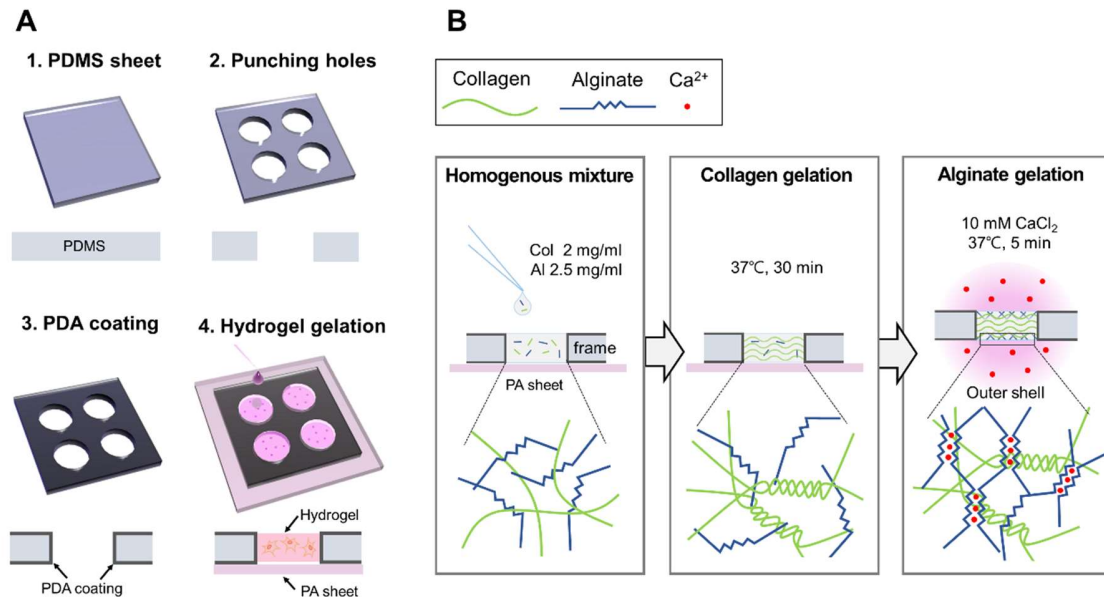 A
1. PDMS sheet
2. Punching holes
PDMS
3. PDA coating
4. Hydrogel gelation
PDA coating
Hydrogel
PA sheet
B
Collagen
Alginate
Ca²⁺
Homogenous mixture
Col 2 mg/ml
Al 2.5 mg/ml
frame
PA sheet
Collagen gelation
37℃, 30 min
Alginate gelation
10 mM CaCl₂
37℃, 5 min
Outer shell